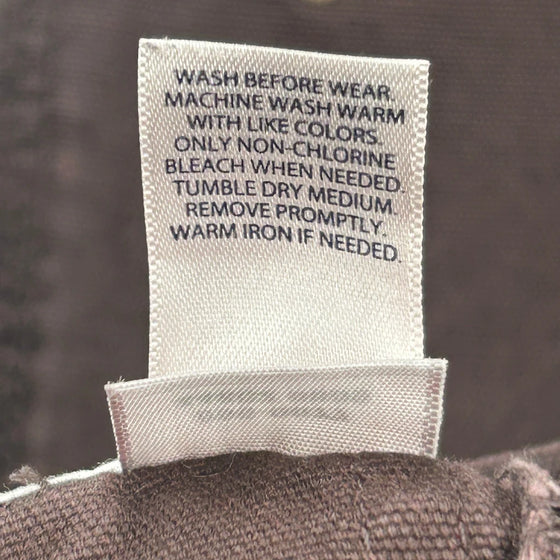 WASH BEFORE WEAR.
MACHINE WASH WARM
WITH LIKE COLORS.
ONLY NON-CHLORINE
BLEACH WHEN NEEDED.
TUMBLE DRY MEDIUM.
REMOVE PROMPTLY.
WARM IRON IF NEEDED.